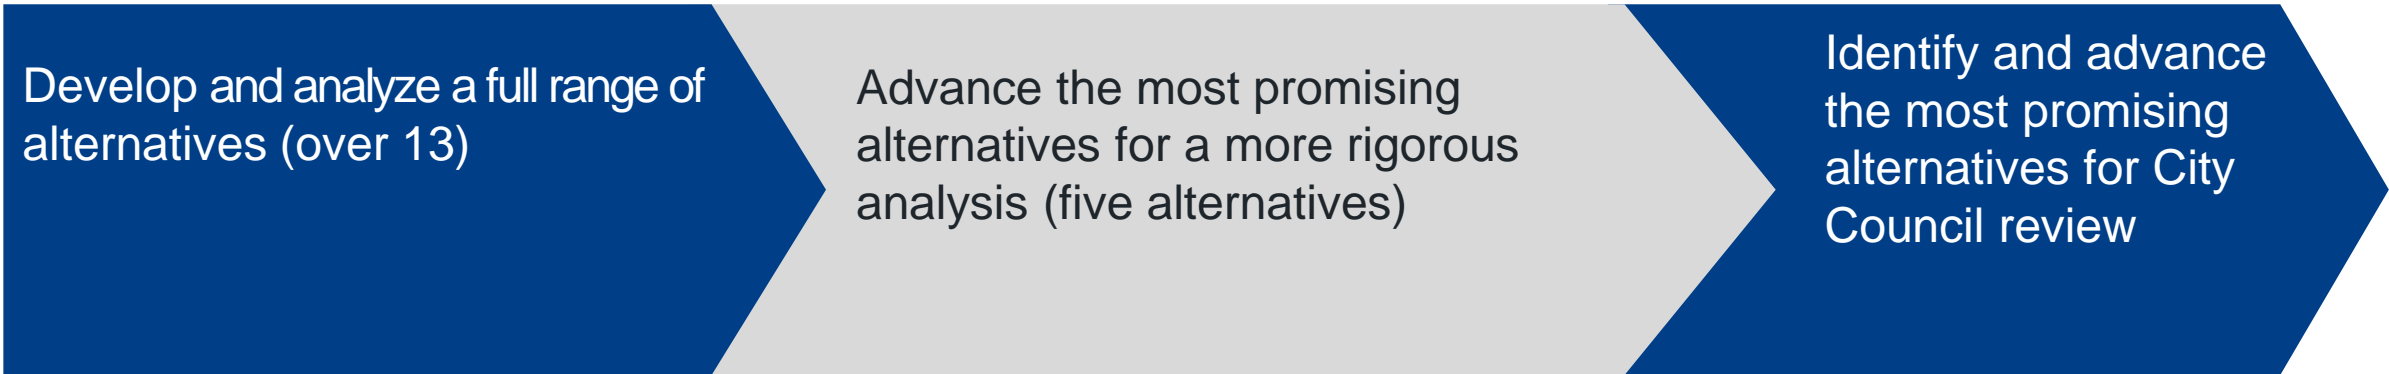 Develop and analyze a full range of
alternatives (over 13)
Advance the most promising
alternatives for a more rigorous
analysis (five alternatives)
Identify and advance
the most promising
alternatives for City
Council review